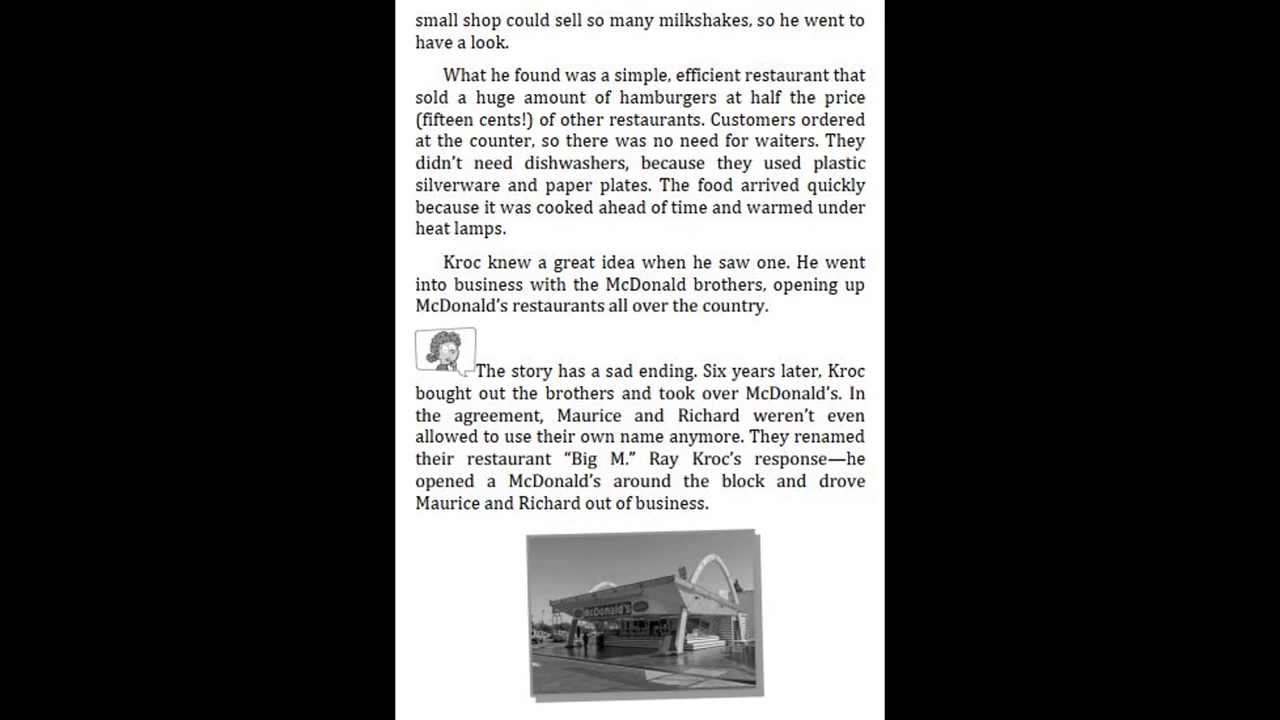 small shop could sell so many milkshakes, so he went to
have a look.
What he found was a simple, efficient restaurant that
sold a huge amount of hamburgers at half the price
(fifteen cents!) of other restaurants. Customers ordered
at the counter, so there was no need for waiters. They
didn't need dishwashers, because they used plastic
silverware and paper plates. The food arrived quickly
because it was cooked ahead of time and warmed under
heat lamps.
Kroc knew a great idea when he saw one. He went
into business with the McDonald brothers, opening up
McDonald's restaurants all over the country.
The story has a sad ending. Six years later, Kroc
bought out the brothers and took over McDonald's. In
the agreement, Maurice and Richard weren't even
allowed to use their own name anymore. They renamed
their restaurant “Big M.” Ray Kroc's response—he
opened a McDonald's around the block and drove
Maurice and Richard out of business.
McDonald's